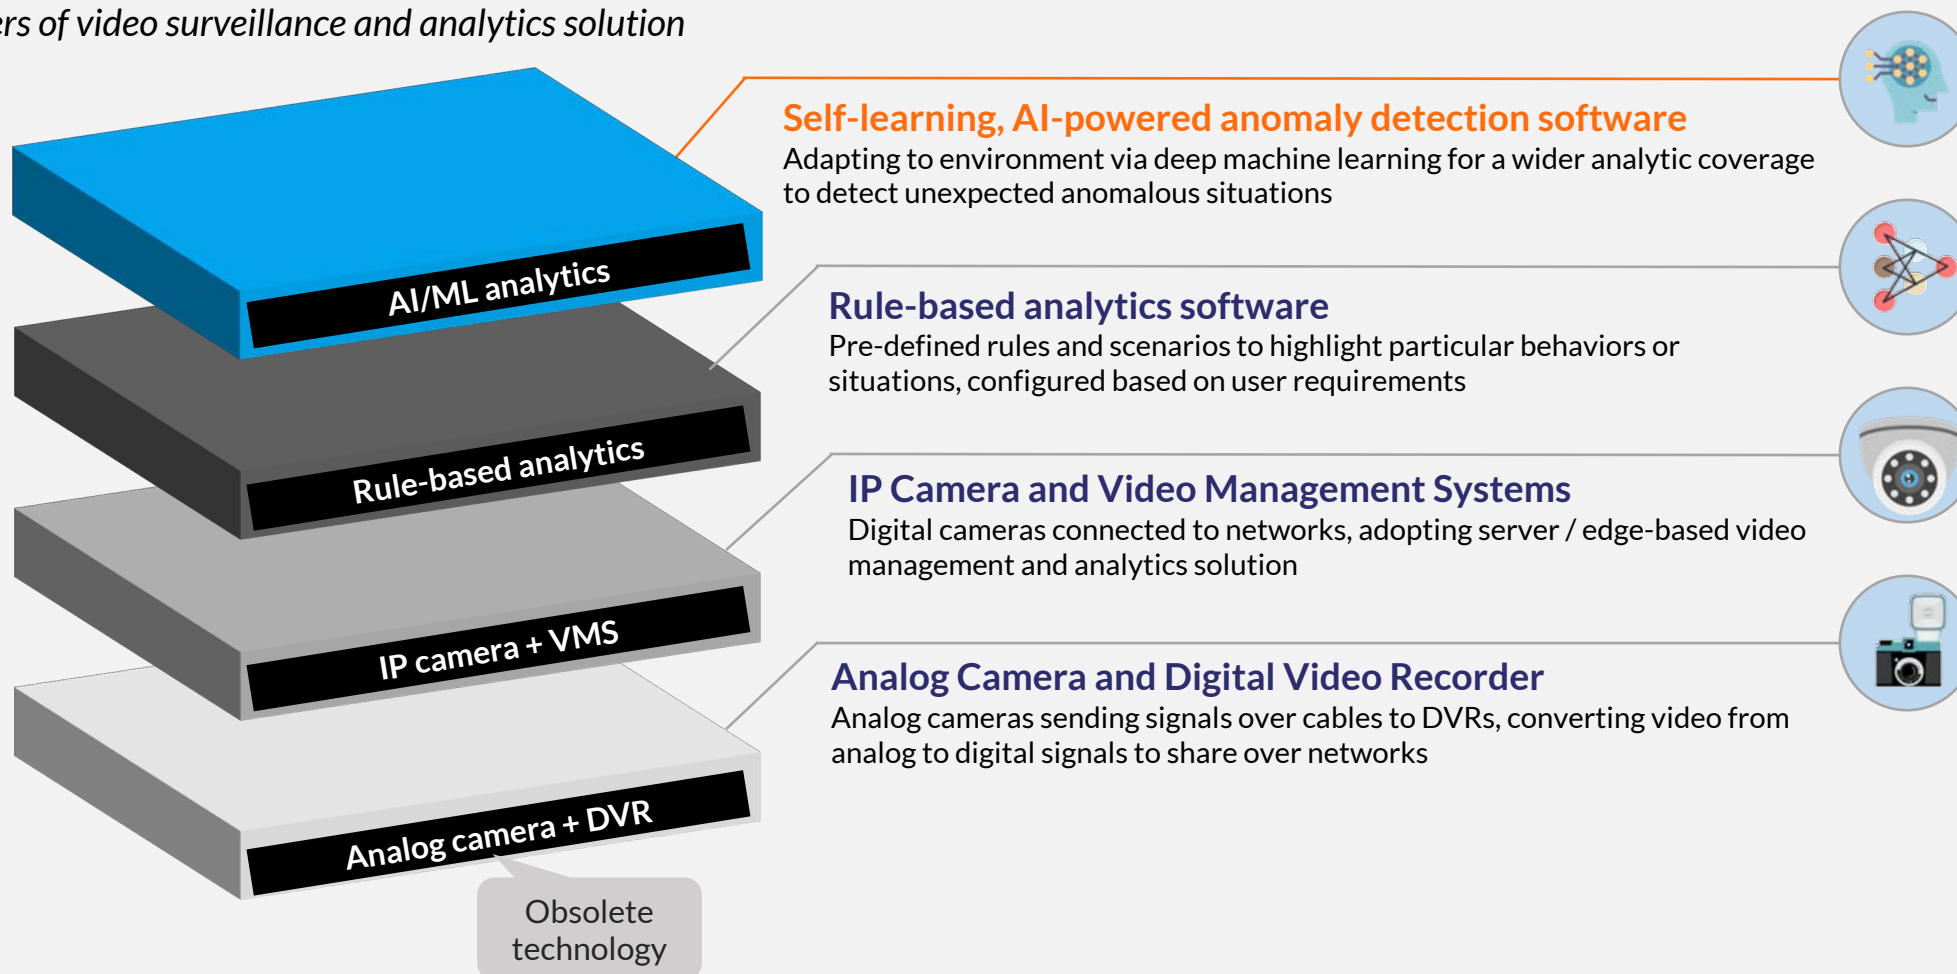 of video surveillance and analytics solution
Self-learning, AI-powered anomaly detection software
Adapting to environment via deep machine learning for a wider analytic coverage
to detect unexpected anomalous situations
AI/ML analytics
Rule-based analytics software
Pre-defined rules and scenarios to highlight particular behaviors or
situations, configured based on user requirements
Rule-based analytics
IP Camera and Video Management Systems
Digital cameras connected to networks, adopting server / edge-based video
management and analytics solution
IP camera + VMS
Analog Camera and Digital Video Recorder
Analog cameras sending signals over cables to DVRs, converting video from
analog to digital signals to share over networks
Analog camera + DVR
Obsolete
technology